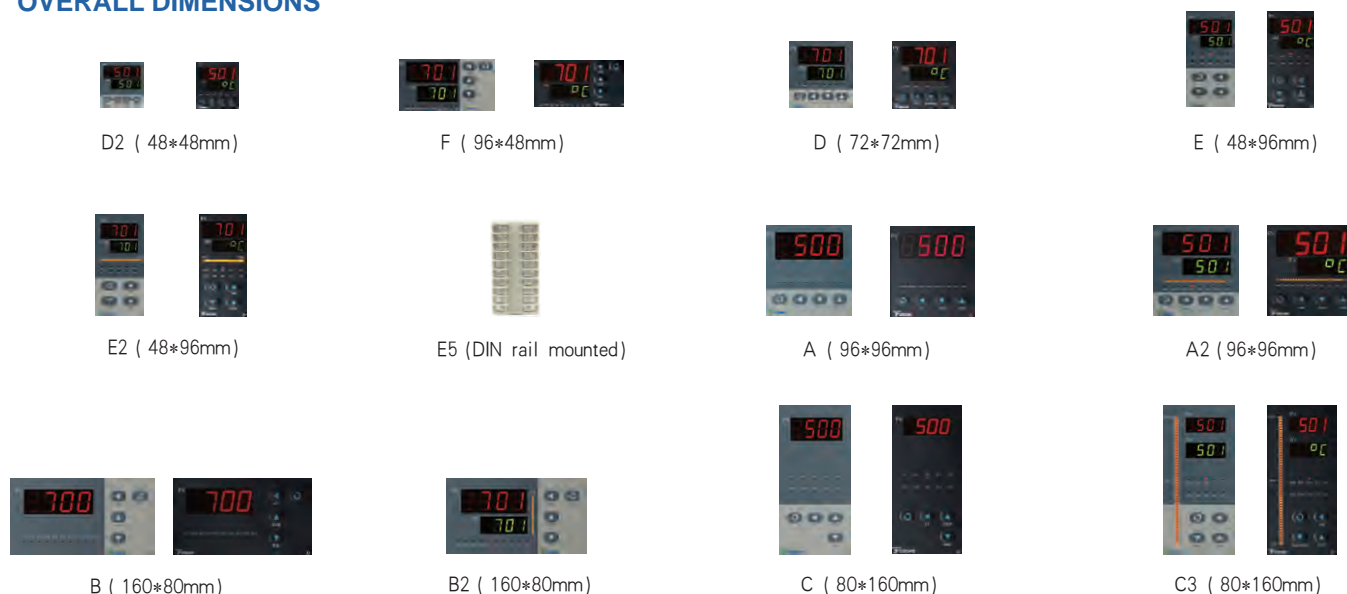 OVERALL DIMENSIONS
501
501
501
°C
701
701
701
°C
701
701
701
°C
501
501
501
°C
D2 ( 48*48mm)
F ( 96*48mm)
D ( 72*72mm)
E ( 48*96mm)
701
701
701
°C
500
500
501
501
501
°C
E2 ( 48*96mm)
E5 (DIN rail mounted)
A ( 96*96mm)
A2 ( 96*96mm)
700
700
701
701
500
500
501
501
501
°C
B ( 160*80mm)
B2 ( 160*80mm)
C ( 80*160mm)
C3 ( 80*160mm)